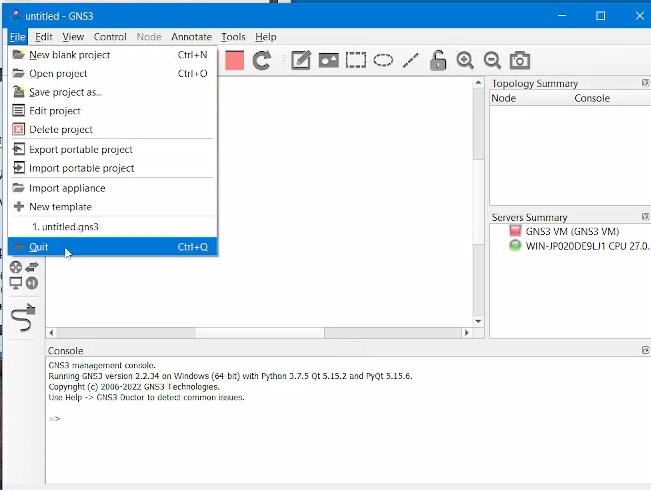 untitled - GNS3
File Edit View Control Node Annotate Tools Help
New blank project Ctrl+N
Open project Ctrl+O
Save project as...
Edit project
Delete project
Export portable project
Import portable project
Import appliance
New template
1. untitled.gns3
Quit Ctrl+Q
Topology Summary
Node Console
Servers Summary
GNS3 VM (GNS3 VM)
WIN-JP020DE9LJ1 CPU 27.0..
Console
GNS3 management console.
Running GNS3 version 2.2.34 on Windows (64-bit) with Python 3.7.5 Qt 5.15.2 and PyQt 5.15.6.
Copyright (c) 2006-2022 GNS3 Technologies.
Use Help -> GNS3 Doctor to detect common issues.
=>